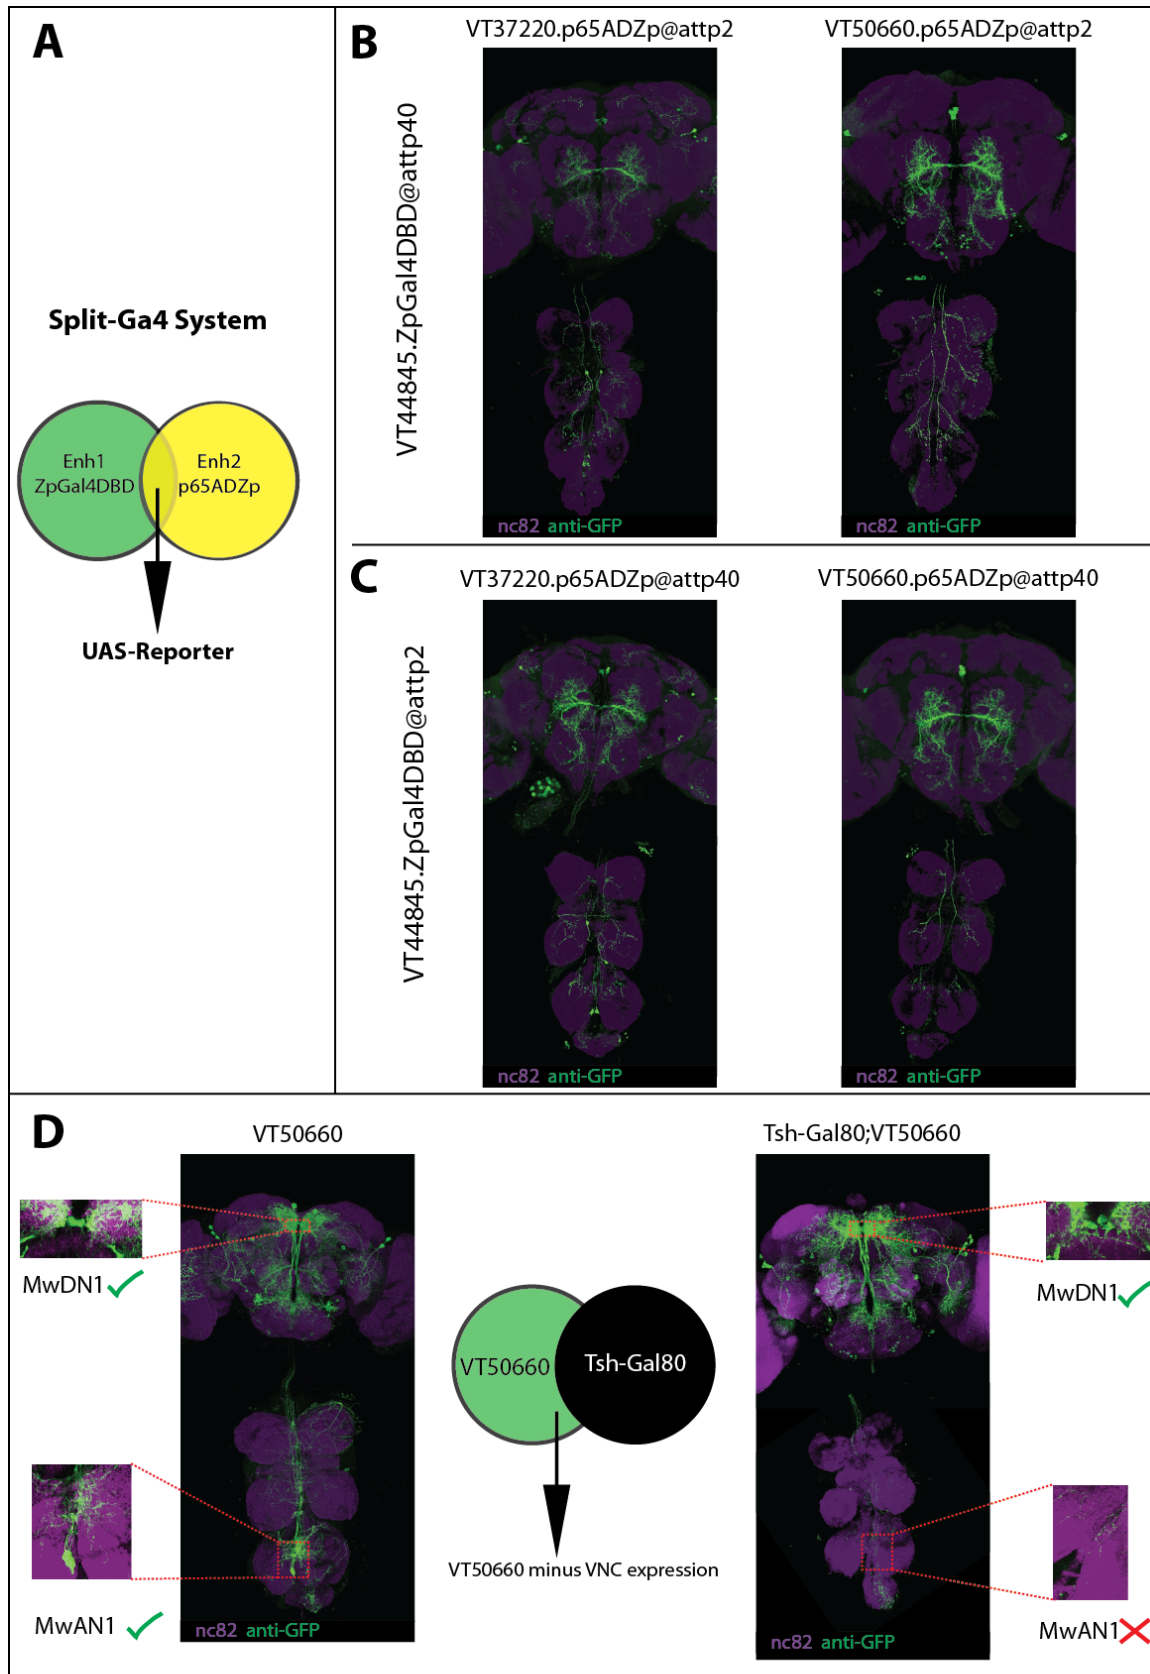 A
Split-Ga4 System
Enh1
ZpGal4DBD
Enh2
p65ADZp
UAS-Reporter
B
VT37220.p65ADZp@attp2
VT50660.p65ADZp@attp2
VT44845.ZpGal4DBD@attp40
nc82 anti-GFP
nc82 anti-GFP
C
VT37220.p65ADZp@attp40
VT50660.p65ADZp@attp40
VT44845.ZpGal4DBD@attp2
nc82 anti-GFP
nc82 anti-GFP
D
VT50660
Tsh-Gal80;VT50660
MwDN1
MwDN1
VT50660
Tsh-Gal80
VT50660 minus VNC expression
MwAN1
MwAN1
nc82 anti-GFP
nc82 anti-GFP